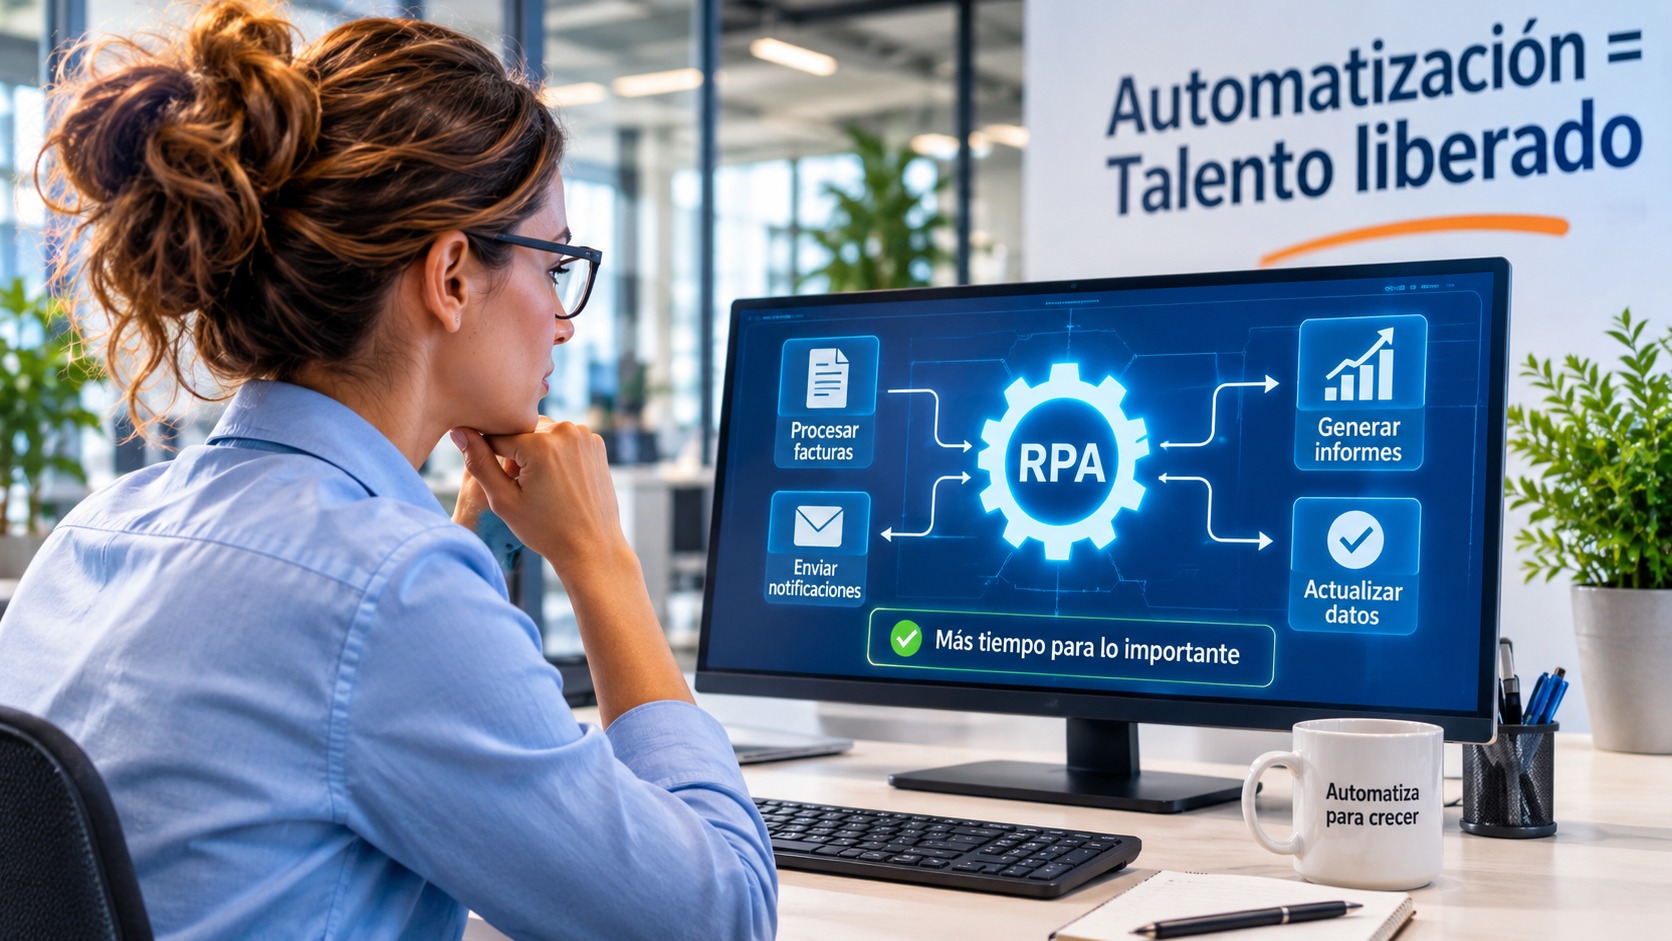 Automatización =
Talento liberado
Procesar
facturas
Enviar
notificaciones
RPA
Generar
informes
Actualizar
datos
Más tiempo para lo importante
Automatiza
para crecer